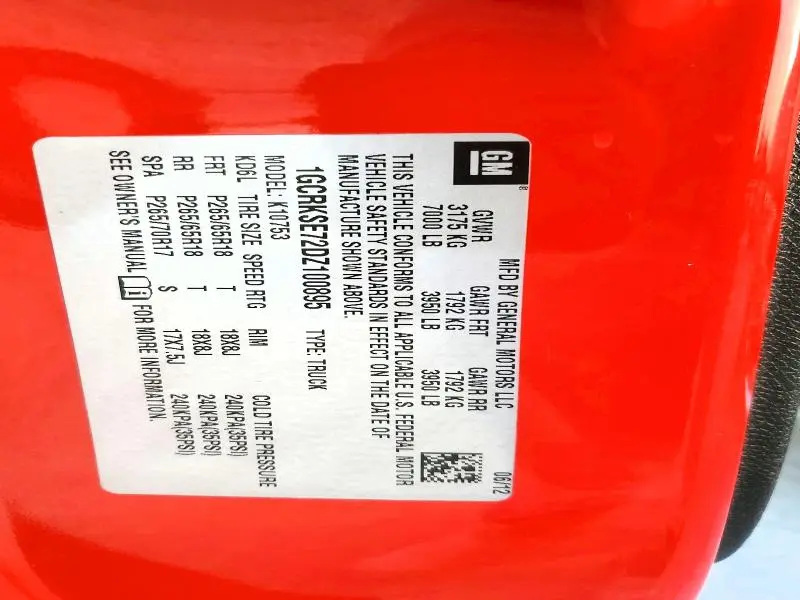 GM®
MFD BY GENERAL MOTORS LLC 06/12
GVWR GAWR FRT GAWR RR
3175 KG 1792 KG 1792 KG
7000 LB 3950 LB 3950 LB
THIS VEHICLE CONFORMS TO ALL APPLICABLE U.S. FEDERAL MOTOR
VEHICLE SAFETY STANDARDS IN EFFECT ON THE DATE OF
MANUFACTURE SHOWN ABOVE.
1GCRKSE72DZ100895 TYPE: TRUCK
MODEL: K10753
KD6L TIRE SIZE SPEED RTG RIM COLD TIRE PRESSURE
FRT P265/65R18 T 18X8J 240KPA(35PSI)
RR P265/65R18 T 18X8J 240KPA(35PSI)
SPA P265/70R17 S 17X7.5J 240KPA(35PSI)
SEE OWNER'S MANUAL FOR MORE INFORMATION.